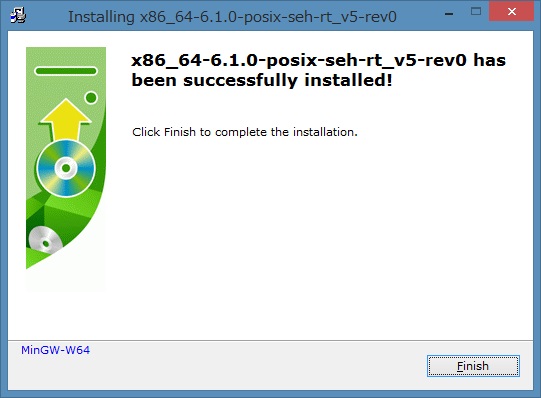 Installing x86_64-6.1.0-posix-seh-rt_v5-rev0
x86_64-6.1.0-posix-seh-rt_v5-rev0 has
been successfully installed!
Click Finish to complete the installation.
MinGW-W64
Finish